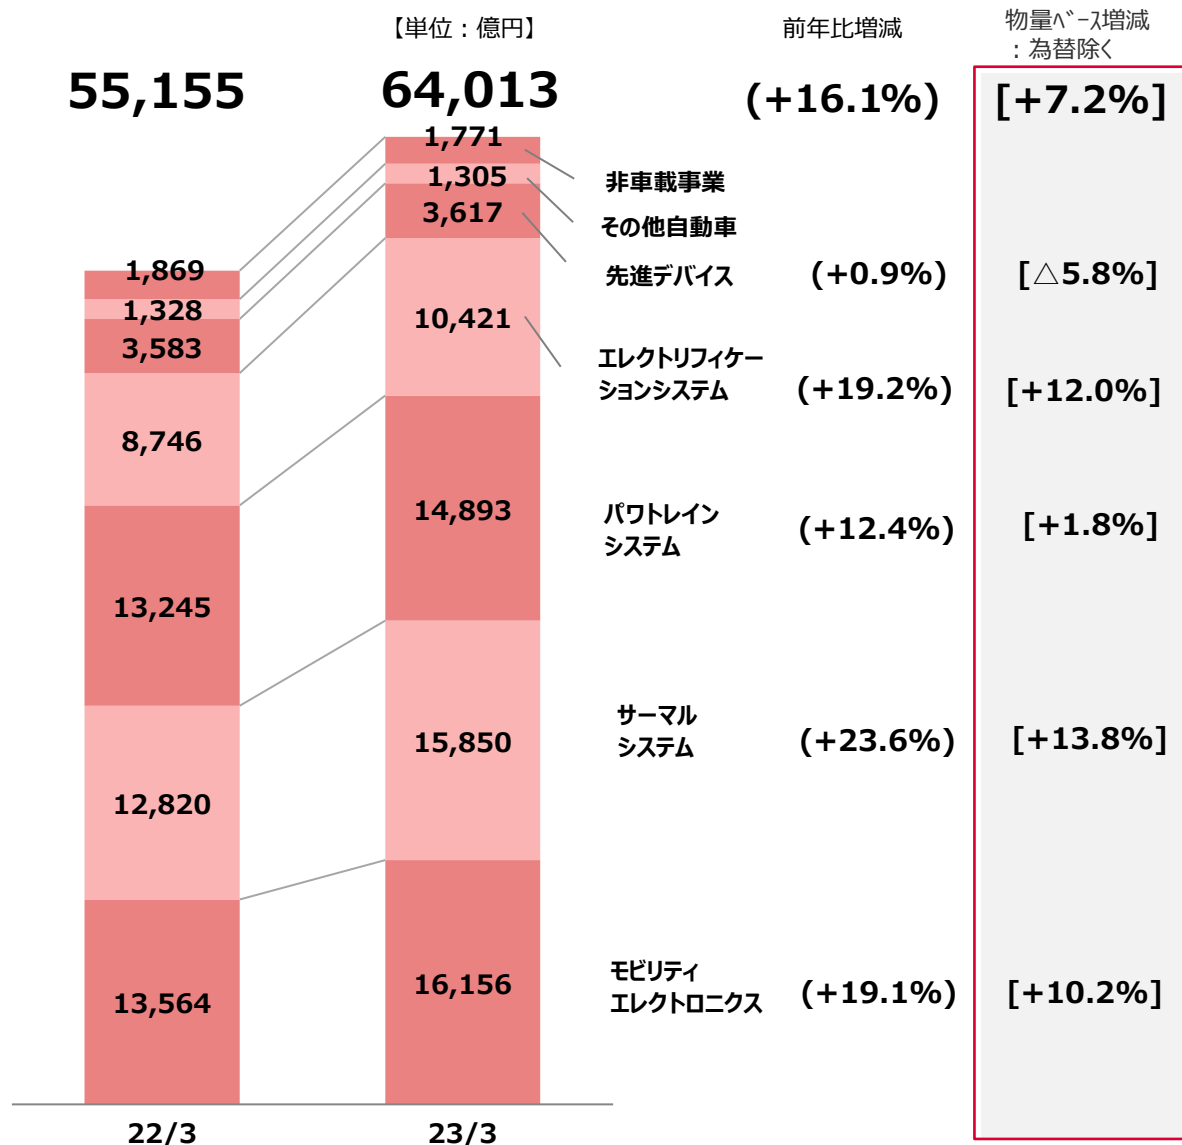 【単位：億円】
前年比増減
物量ﾍﾞｰｽ増減
：為替除く
55,155
64,013
(+16.1%)
[+7.2%]
1,771
非車載事業
1,305
その他自動車
3,617
1,869
先進デバイス
(+0.9%)
[△5.8%]
1,328
10,421
3,583
エレクトリフィケー
ションシステム
(+19.2%)
[+12.0%]
8,746
14,893
パワトレイン
システム
(+12.4%)
[+1.8%]
13,245
サーマル
システム
15,850
(+23.6%)
[+13.8%]
12,820
モビリティ
エレクトロニクス
16,156
(+19.1%)
[+10.2%]
13,564
22/3
23/3